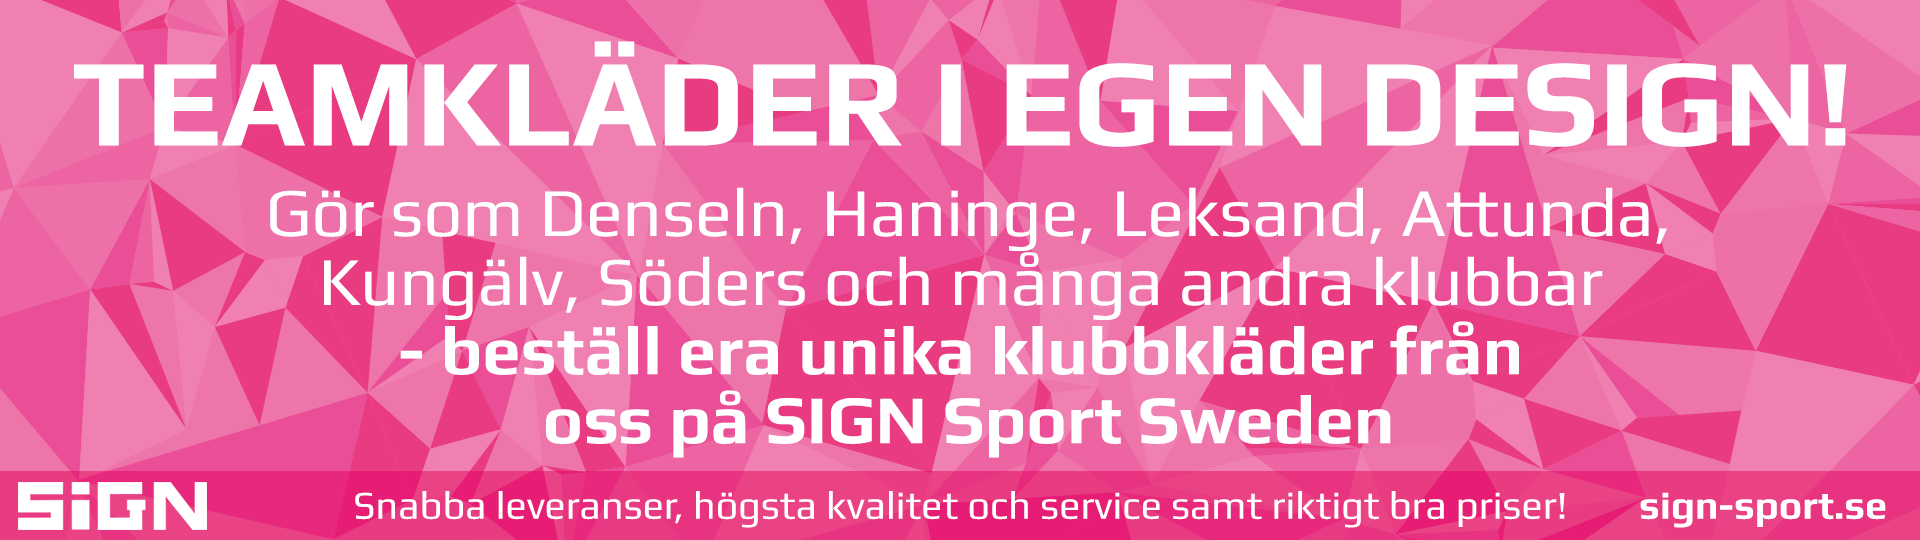 TEAMKLÄDER I EGEN DESIGN!
Gör som Denseln, Haninge, Leksand, Attunda,
Kungälv, Söders och många andra klubbar
- beställ era unika klubbkläder från
oss på SIGN Sport Sweden
SiGN Snabba leveranser, högsta kvalitet och service samt riktigt bra priser! sign-sport.se